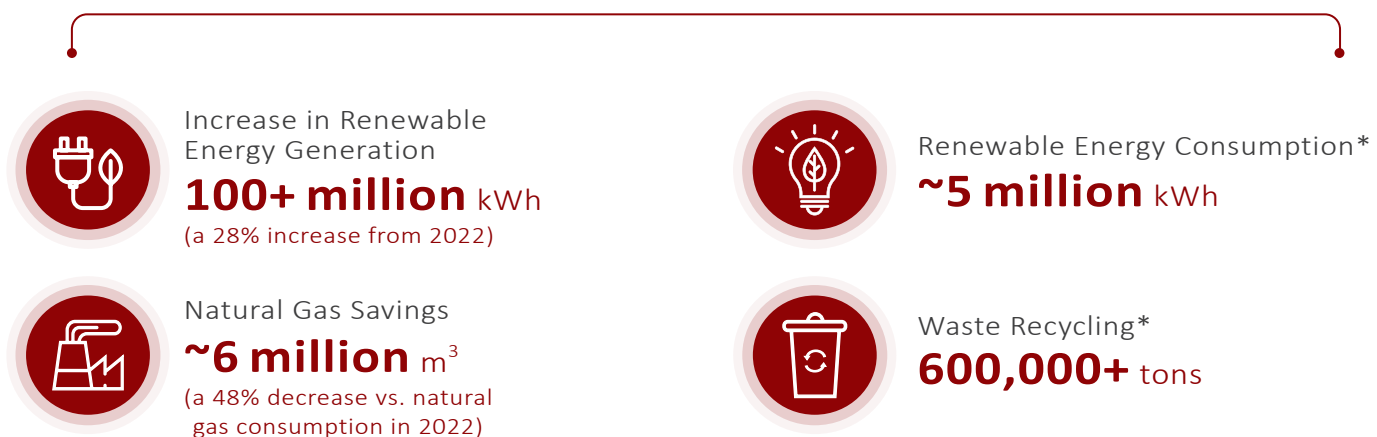 Increase in Renewable
Energy Generation
100+ million kWh
(a 28% increase from 2022)
Natural Gas Savings
~6 million m³
(a 48% decrease vs. natural
gas consumption in 2022)
Renewable Energy Consumption*
~5 million kWh
Waste Recycling*
600,000+ tons